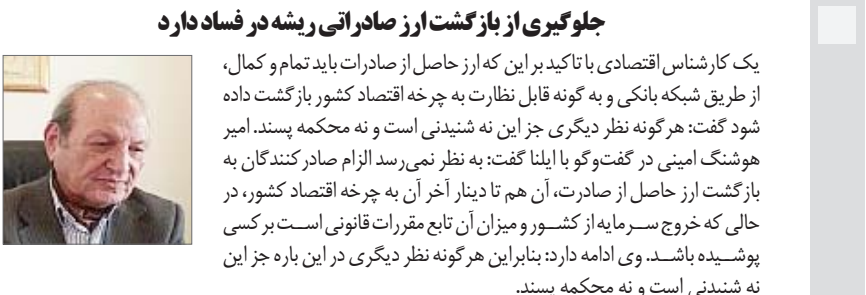 جلوگیری از بازگشت ارز صادراتی ریشه در فساد دارد
یک کارشناس اقتصادی با تاکید بر این که ارز حاصل از صادرات باید تمام و کمال،
از طریق شبکه بانکی و به گونه قابل نظارت به چرخه اقتصاد کشور بازگشت داده
شود گفت: هرگونه نظر دیگری جز این نه شنیدنی است و نه محکمه پسند. امیر
هوشنگ امینی در گفت‌وگو با ایلنا گفت: به نظر نمی‌رسد الزام صادرکنندگان به
بازگشت ارز حاصل از صادرت، آن هم تا دینار آخر آن به چرخه اقتصاد کشور، در
حالی که خروج سرمایه از کشور و میزان آن تابع مقررات قانونی است بر کسی
پوشیده باشد. وی ادامه دارد: بنابراین هرگونه نظر دیگری در این باره جز این
نه شنیدنی است و نه محکمه پسند.